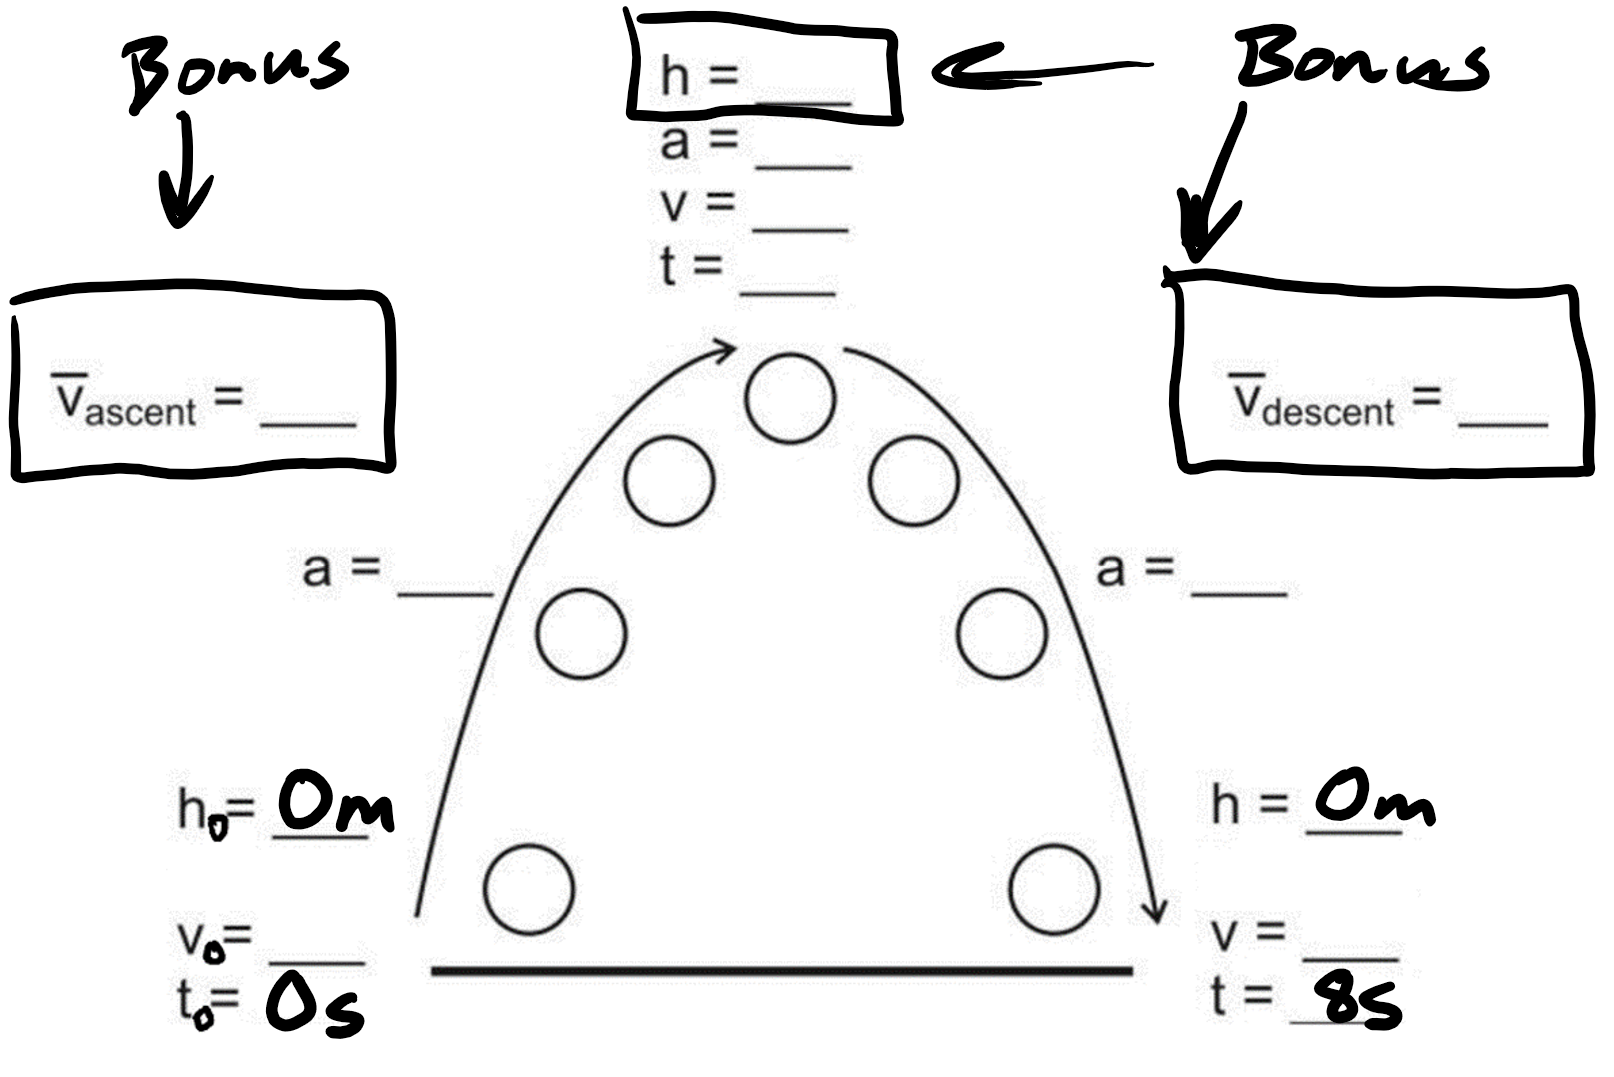 Bonus
h = ___
Bonus
a = ___
v = ___
t = ___
v̅ascent = ___
v̅descent = ___
a = ___
a = ___
h0= 0m
h = 0m
v0= ___
v = ___
t0= 0s
t = 8s